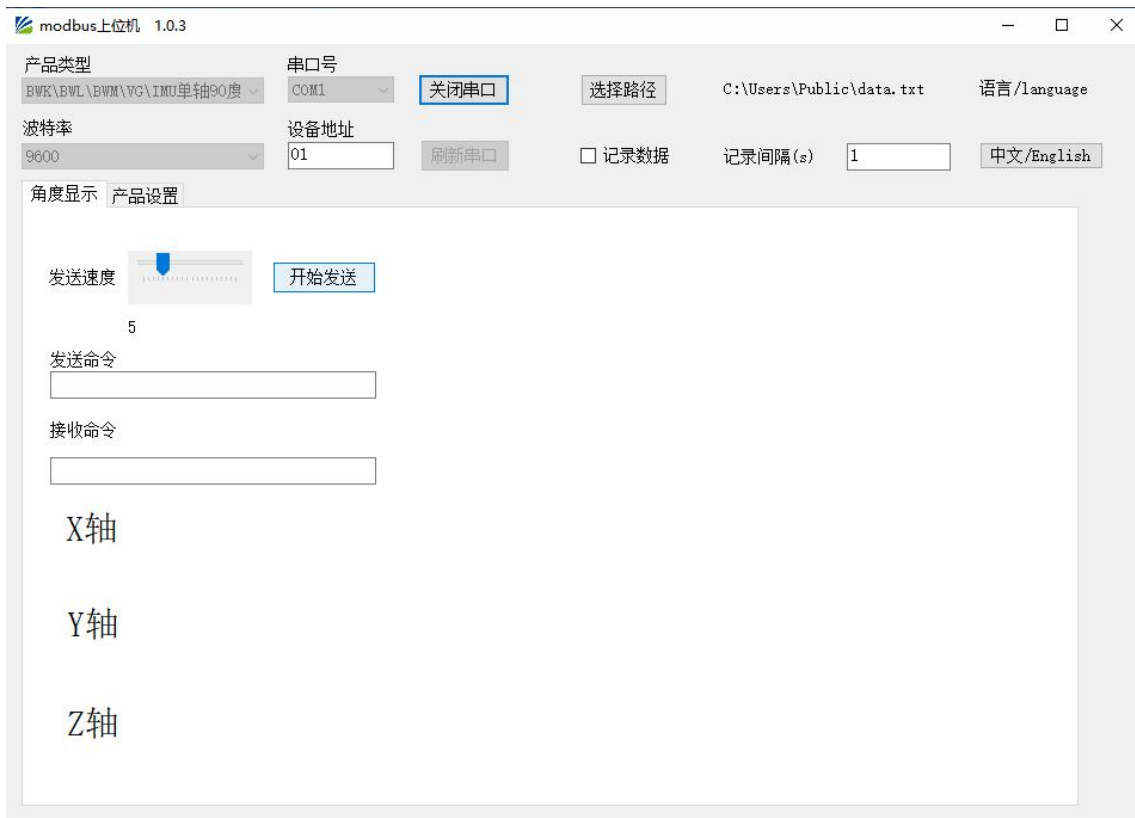 modbus上位机 1.0.3
产品类型 串口号
BWK\BWL\BWM\VG\IMU单轴90度 COM1 关闭串口 选择路径 C:\Users\Public\data.txt 语言/language
波特率 设备地址
9600 01 刷新串口 记录数据 记录间隔(s) 1 中文/English
角度显示 产品设置
发送速度 开始发送
5
发送命令
接收命令
X轴
Y轴
Z轴